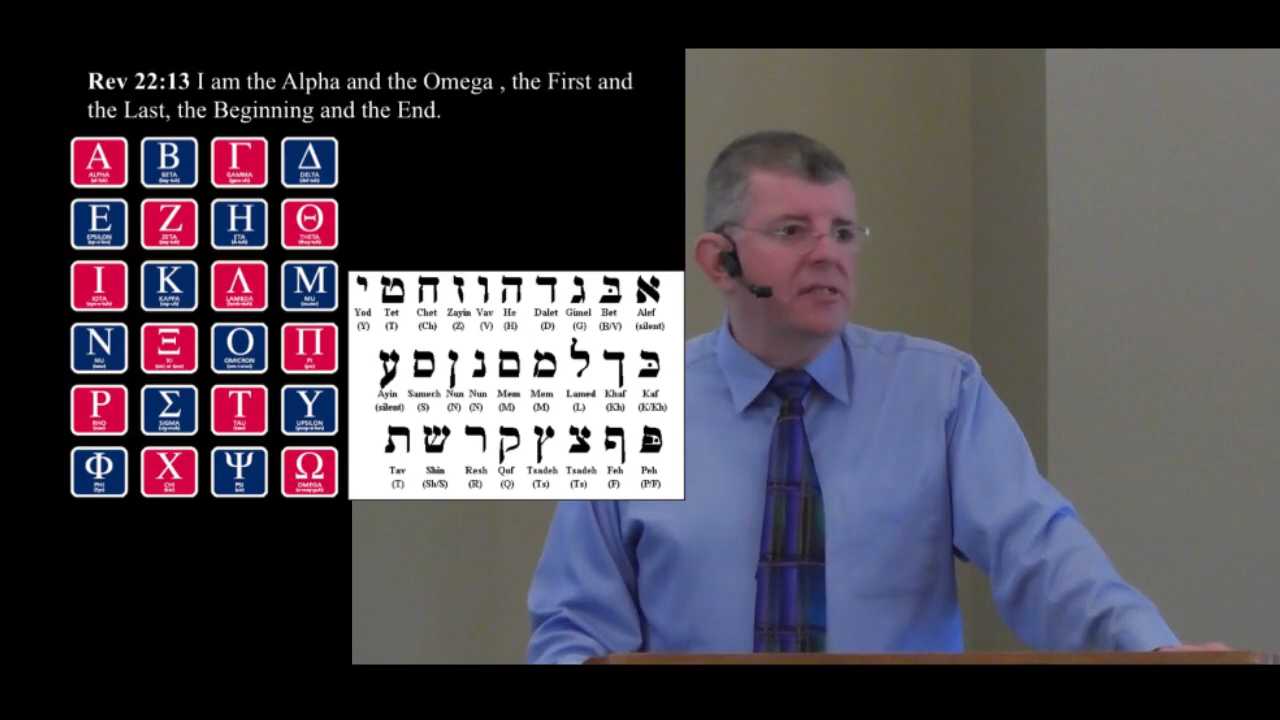 Rev 22:13 I am the Alpha and the Omega , the First and
the Last, the Beginning and the End.
Α Β Γ Δ
ALPHA BETA GAMMA DELTA
Ε Ζ Η Θ
EPSILON ZETA ETA THETA
Ι Κ Λ Μ
IOTA KAPPA LAMBDA MU
Ν Ξ Ο Π
NU XI OMICRON PI
Ρ Σ Τ Υ
RHO SIGMA TAU UPSILON
Φ Χ Ψ Ω
PHI CHI PSI OMEGA
א בּ ג ד ה ו ז ח ט י
Yod Tet Chet Zayin Vav He Dalet Gimel Bet Alef
(Y) (T) (Ch) (Z) (V) (H) (D) (G) (B/V) (silent)
כּ ך ל מ ם נ ן ס ע
Ayin Samech Nun Nun Mem Mem Lamed Khaf Kaf
(silent) (S) (N) (N) (M) (M) (L) (Kh) (K/Kh)
פּ ף צ ץ ק ר ש ת
Tav Shin Resh Quf Tsadeh Tsadeh Feh Peh
(T) (Sh/S) (R) (Q) (Ts) (Ts) (F) (P/F)